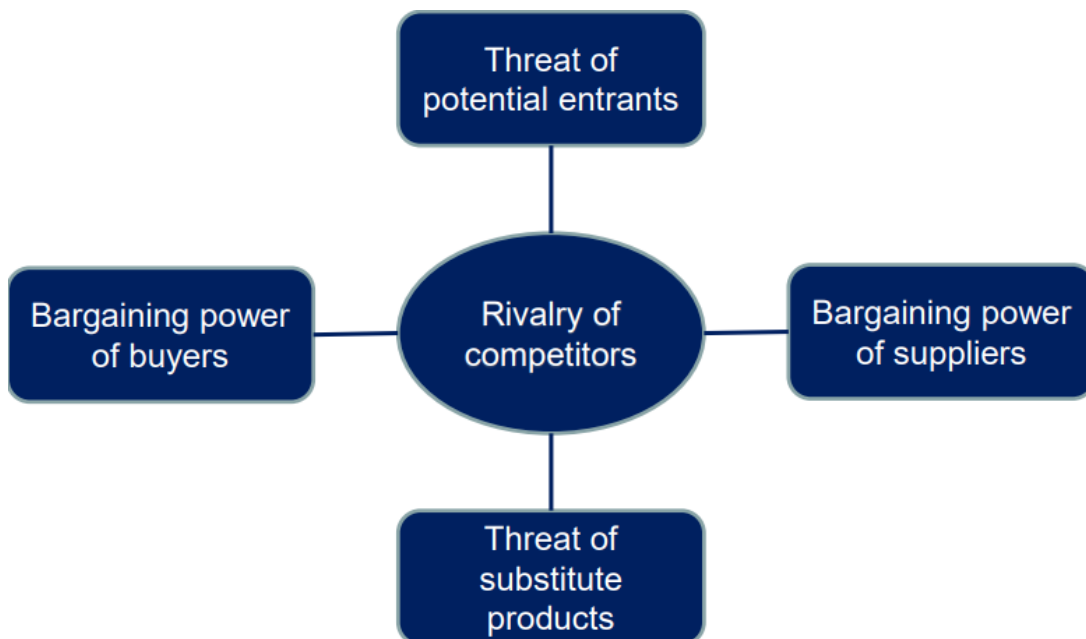 Threat of
potential entrants
Bargaining power
of buyers
Rivalry of
competitors
Bargaining power
of suppliers
Threat of
substitute
products